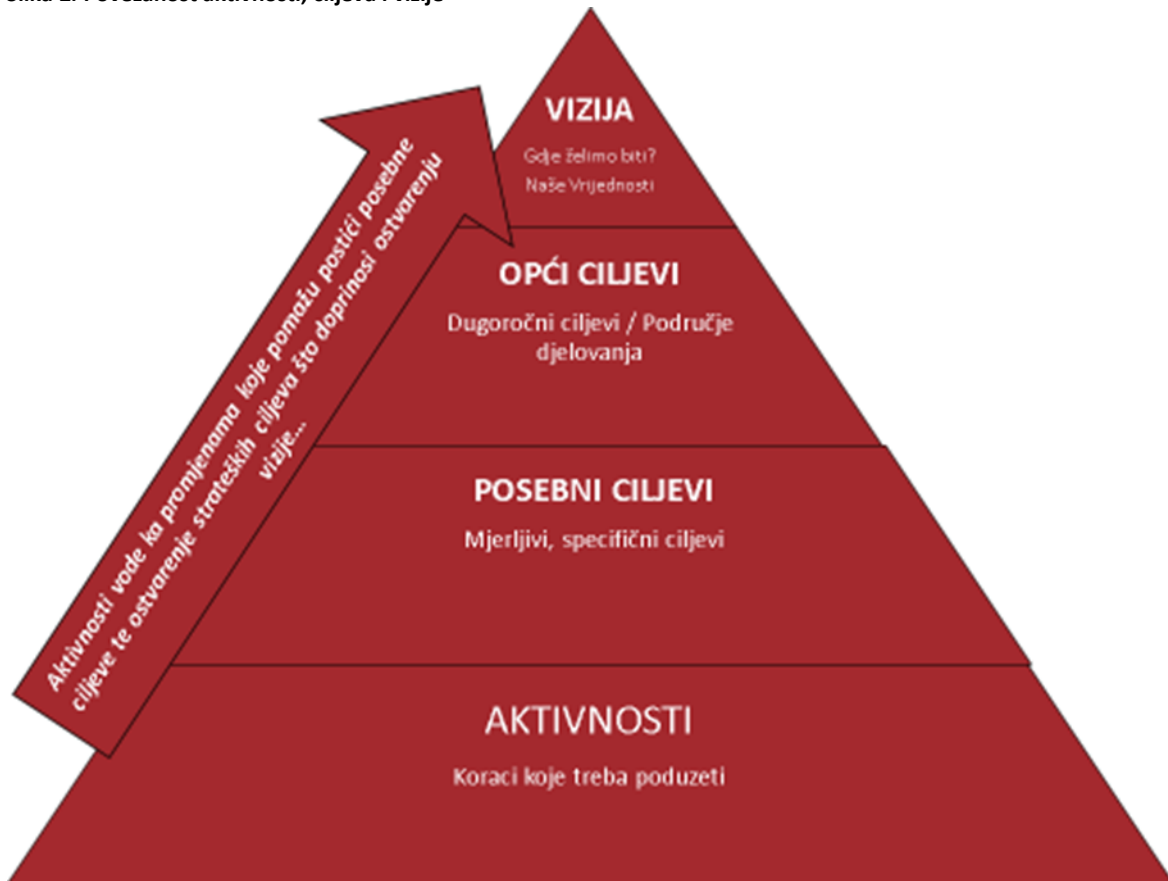 VIZIJA
Gdje želimo biti?
Naše Vrijednosti
OPĆI CILJEVI
Dugoročni ciljevi / Područje
djelovanja
POSEBNI CILJEVI
Mjerljivi, specifični ciljevi
AKTIVNOSTI
Koraci koje treba poduzeti
Aktivnosti vode ka promjenama koje pomažu postići posebne
ciljeve te ostvarenje strateških ciljeva što doprinosi ostvarenju
vizije...